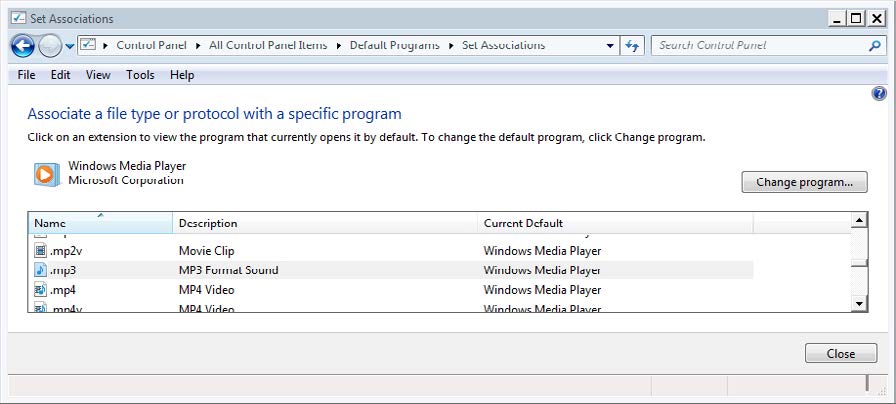 Set Associations
Control Panel All Control Panel Items Default Programs Set Associations Search Control Panel
File Edit View Tools Help
Associate a file type or protocol with a specific program
Click on an extension to view the program that currently opens it by default. To change the default program, click Change program.
Windows Media Player
Microsoft Corporation
Change program...
Name Description Current Default
.mp2v Movie Clip Windows Media Player
.mp3 MP3 Format Sound Windows Media Player
.mp4 MP4 Video Windows Media Player
.mp4v MP4 Video Windows Media Player
Close